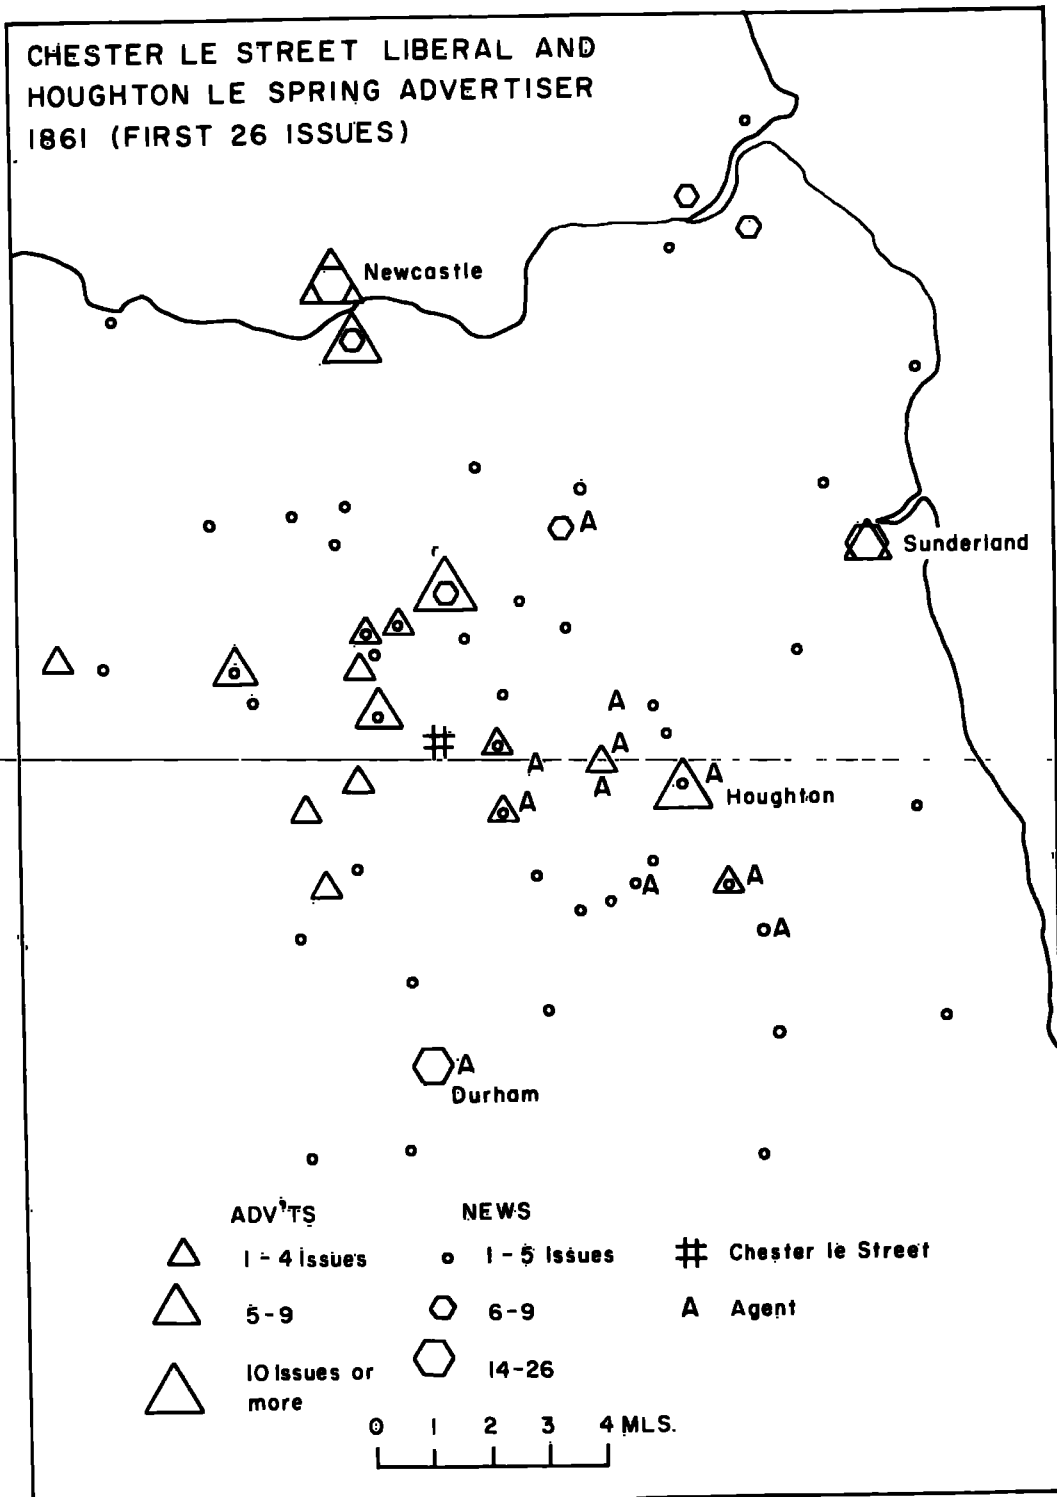 CHESTER LE STREET LIBERAL AND
HOUGHTON LE SPRING ADVERTISER
1861 (FIRST 26 ISSUES)
Newcastle
A
Sunderland
r
A
A
A
A
A
Houghton
A
A
A
A
A
Durham
ADV'TS
NEWS
1-4 Issues
1-5 Issues
Chester le Street
5-9
6-9
A
Agent
10 Issues or
more
14-26
0 1 2 3 4 MLS.